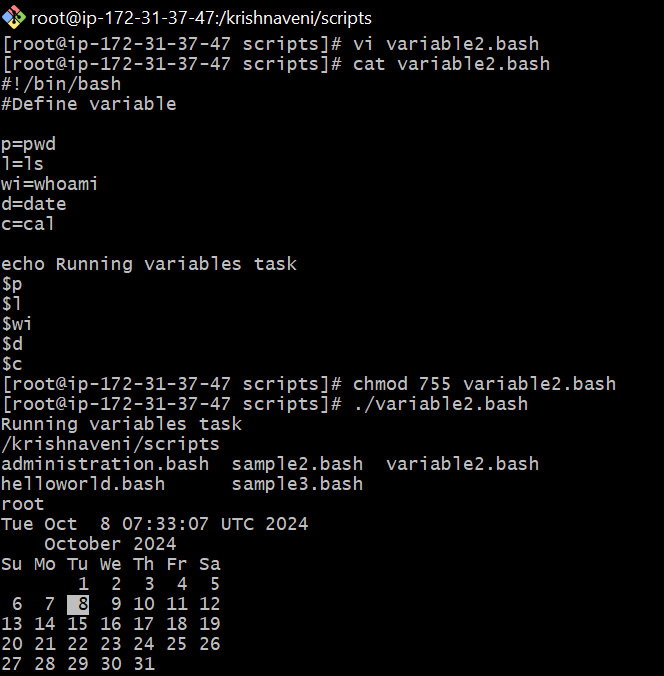 root@ip-172-31-37-47:/krishnaveni/scripts
[root@ip-172-31-37-47 scripts]# vi variable2.bash
[root@ip-172-31-37-47 scripts]# cat variable2.bash
#!/bin/bash
#Define variable

p=pwd
l=ls
wi=whoami
d=date
c=cal

echo Running variables task
$p
$l
$wi
$d
$c
[root@ip-172-31-37-47 scripts]# chmod 755 variable2.bash
[root@ip-172-31-37-47 scripts]# ./variable2.bash
Running variables task
/krishnaveni/scripts
administration.bash  sample2.bash  variable2.bash
helloworld.bash      sample3.bash
root
Tue Oct  8 07:33:07 UTC 2024
    October 2024
Su Mo Tu We Th Fr Sa
       1  2  3  4  5
 6  7  8  9 10 11 12
13 14 15 16 17 18 19
20 21 22 23 24 25 26
27 28 29 30 31